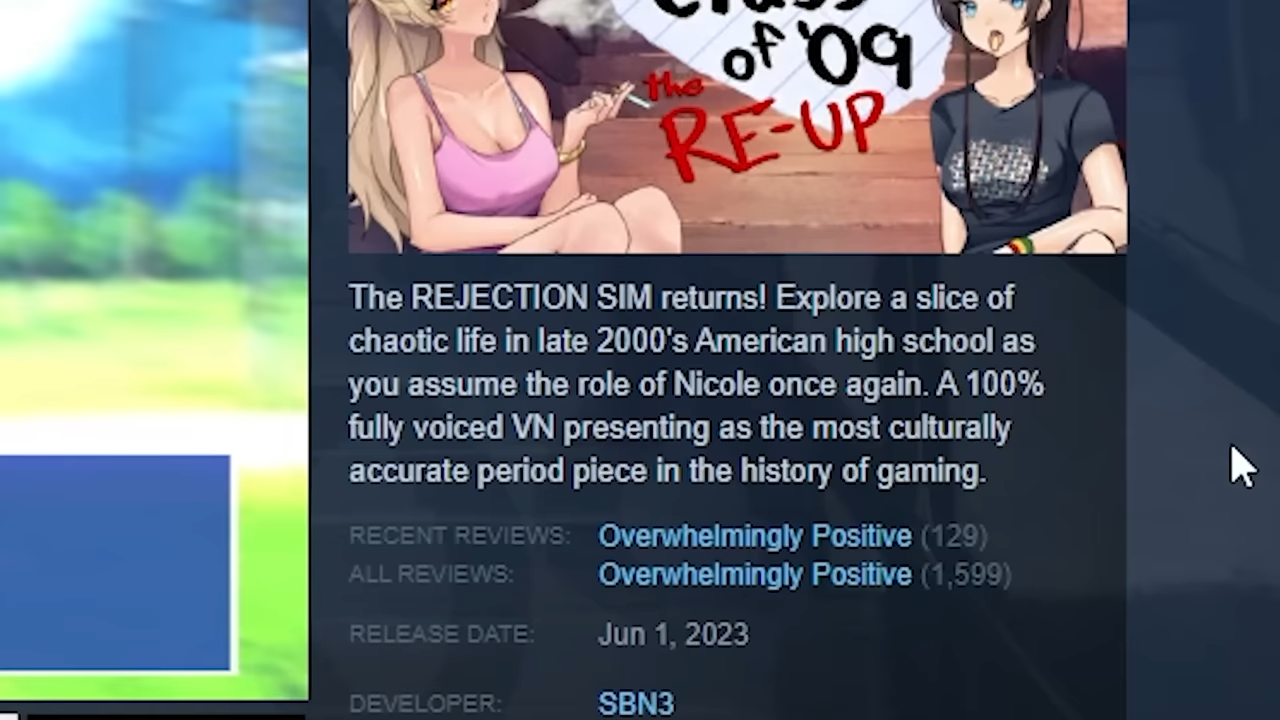 Class
of '09
the
RE-UP
The REJECTION SIM returns! Explore a slice of
chaotic life in late 2000's American high school as
you assume the role of Nicole once again. A 100%
fully voiced VN presenting as the most culturally
accurate period piece in the history of gaming.
RECENT REVIEWS: Overwhelmingly Positive (129)
ALL REVIEWS: Overwhelmingly Positive (1,599)
RELEASE DATE: Jun 1, 2023
DEVELOPER: SBN3